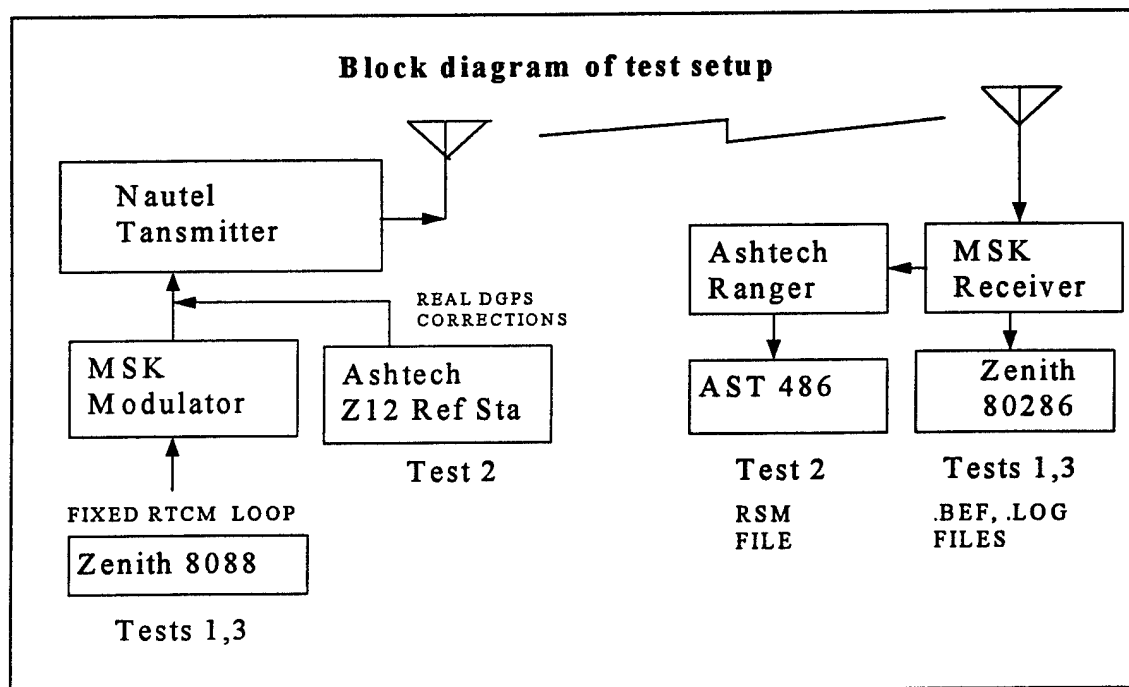 Block diagram of test setup
Nautel
Tansmitter
REAL DGPS
CORRECTIONS
MSK
Modulator
Ashtech
Z12 Ref Sta
Test 2
FIXED RTCM LOOP
Zenith 8088
Tests 1,3
Ashtech
Ranger
MSK
Receiver
AST 486
Zenith
80286
Test 2
Tests 1,3
RSM
FILE
.BEF, .LOG
FILES